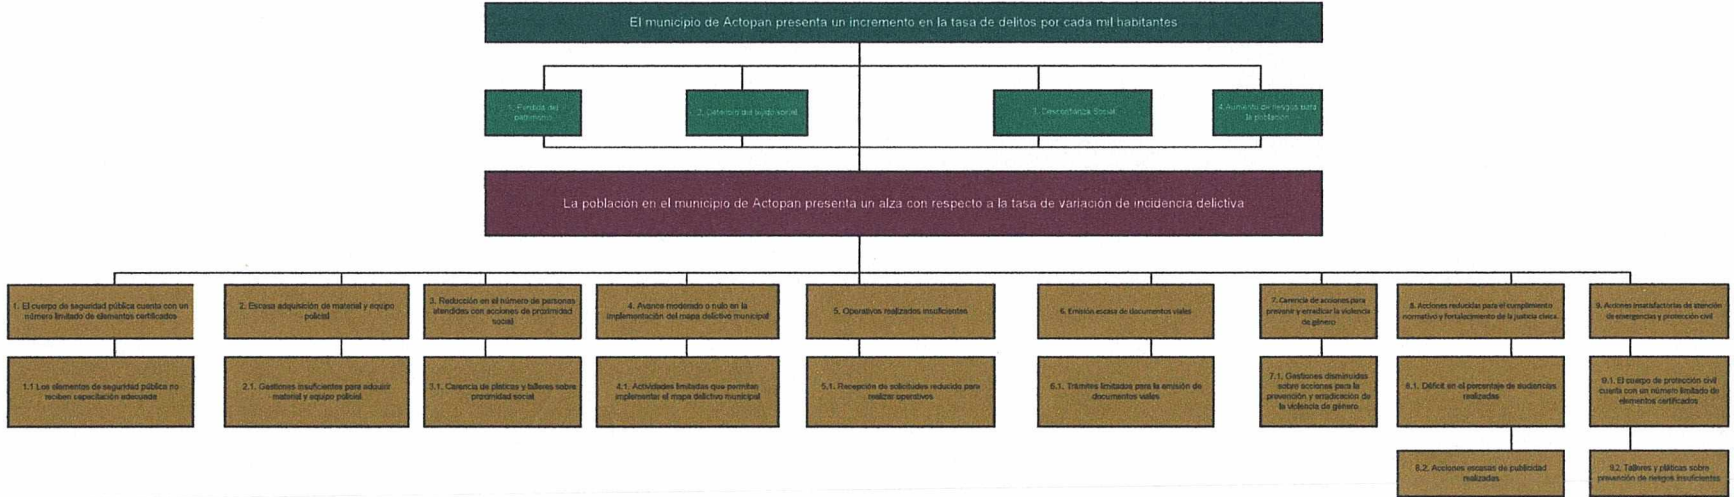 El municipio de Actopan presenta un incremento en la tasa de delitos por cada mil habitantes
1. Perdida del
patrimonio
2. Deterioro del tejido social
3. Desconfianza Social
4. Aumento de riesgos para
la población
La población en el municipio de Actopan presenta un alza con respecto a la tasa de variación de incidencia delictiva
1. El cuerpo de seguridad pública cuenta con un
número limitado de elementos certificados
2. Escasa adquisición de material y equipo
policial
3. Reducción en el número de personas
atendidas con acciones de proximidad
social
4. Avance moderado o nulo en la
implementación del mapa delictivo municipal
5. Operativos realizados insuficientes
6. Emisión escasa de documentos viales
7. Carencia de acciones para
prevenir y erradicar la violencia
de género
8. Acciones reducidas para el cumplimiento
normativo y fortalecimiento de la justicia cívica
9. Acciones insatisfactorias de atención
de emergencias y protección civil
1.1 Los elementos de seguridad pública no
reciben capacitación adecuada
2.1. Gestiones insuficientes para adquirir
material y equipo policial
3.1. Carencia de pláticas y talleres sobre
proximidad social
4.1. Actividades limitadas que permitan
implementar el mapa delictivo municipal
5.1. Recepción de solicitudes reducido para
realizar operativos
6.1. Trámites limitados para la emisión de
documentos viales
7.1. Gestiones disminuidas
sobre acciones para la
prevención y erradicación de
la violencia de género
8.1. Déficit en el porcentaje de audiencias
realizadas
9.1. El cuerpo de protección civil
cuenta con un número limitado de
elementos certificados
8.2. Acciones escasas de publicidad
realizadas
9.2. Talleres y pláticas sobre
prevención de riesgos insuficientes